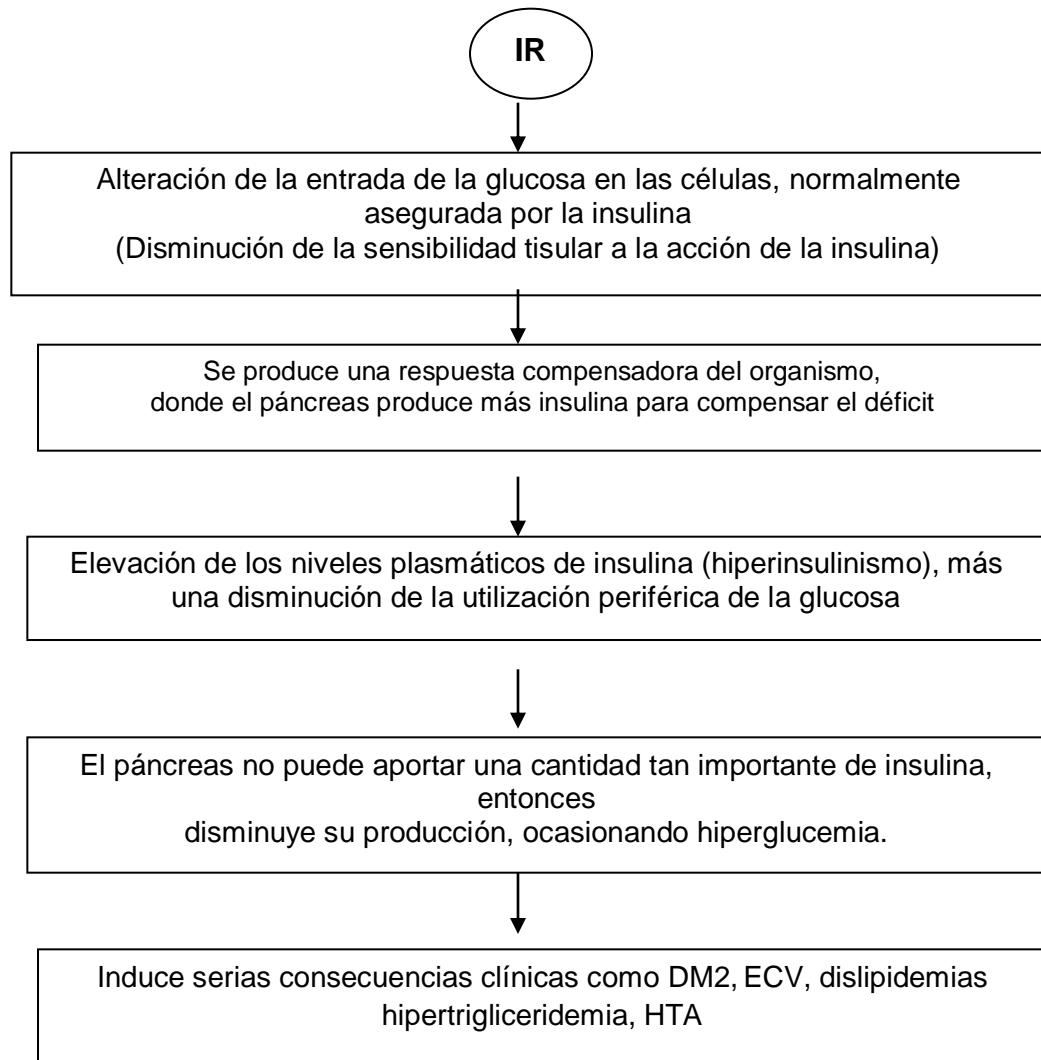 IR
Alteración de la entrada de la glucosa en las células, normalmente
asegurada por la insulina
(Disminución de la sensibilidad tisular a la acción de la insulina)
Se produce una respuesta compensadora del organismo,
donde el páncreas produce más insulina para compensar el déficit
Elevación de los niveles plasmáticos de insulina (hiperinsulinismo), más
una disminución de la utilización periférica de la glucosa
El páncreas no puede aportar una cantidad tan importante de insulina,
entonces
disminuye su producción, ocasionando hiperglucemia.
Induce serias consecuencias clínicas como DM2, ECV, dislipidemias
hipertrigliceridemia, HTA